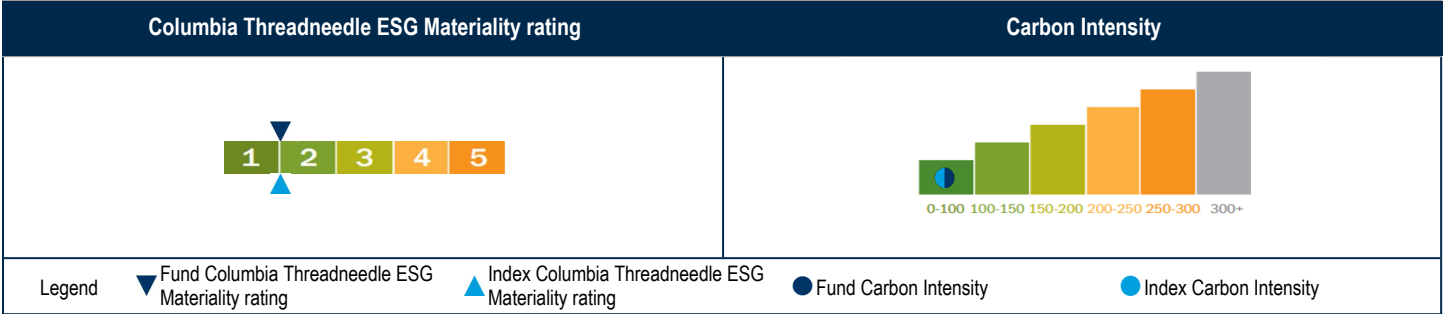 Columbia Threadneedle ESG Materiality rating
Carbon Intensity
1 2 3 4 5
0-100 100-150 150-200 200-250 250-300 300+
Legend
Fund Columbia Threadneedle ESG
Materiality rating
Index Columbia Threadneedle ESG
Materiality rating
Fund Carbon Intensity
Index Carbon Intensity